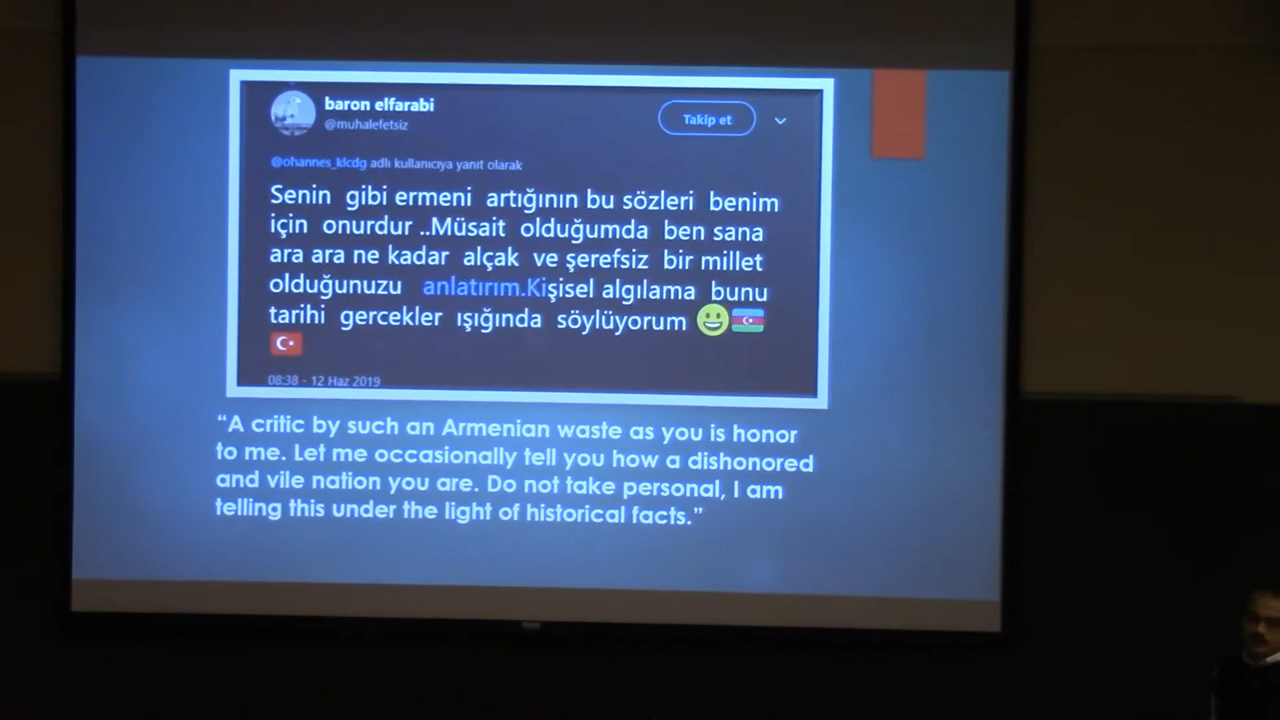 baron elfarabi
@muhalefetsiz
Takip et
@ohannes_klcdg adlı kullanıcıya yanıt olarak
Senin gibi ermeni artığının bu sözleri benim
için onurdur ..Müsait olduğumda ben sana
ara ara ne kadar alçak ve şerefsiz bir millet
olduğunuzu anlatırım.Kişisel algılama bunu
tarihi gercekler ışığında söylüyorum
08:38 - 12 Haz 2019
“A critic by such an Armenian waste as you is honor
to me. Let me occasionally tell you how a dishonored
and vile nation you are. Do not take personal, I am
telling this under the light of historical facts.”